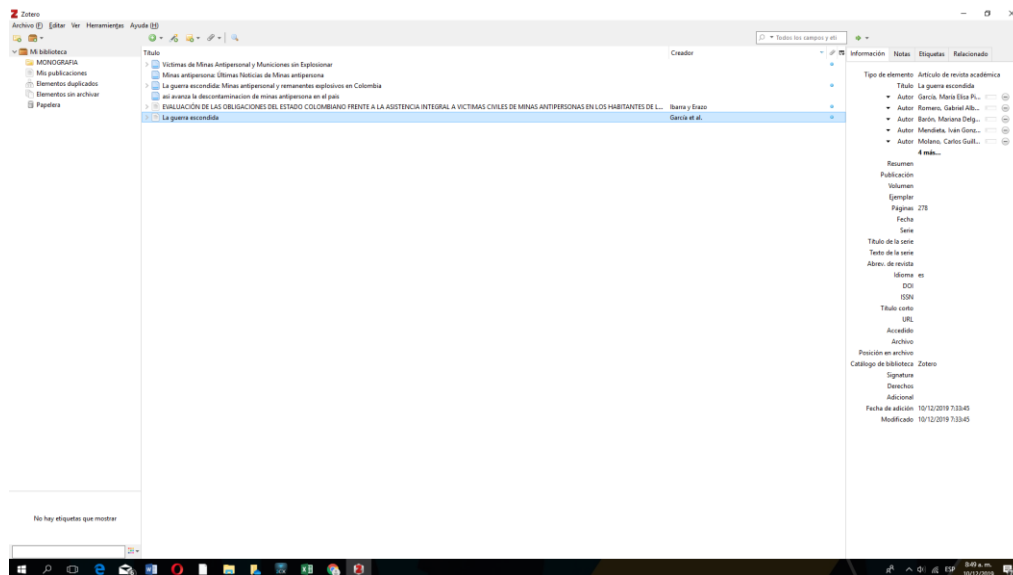 Zotero
Archivo (F) Editar Ver Herramientas Ayuda (H)
Todos los campos y eti
Mi biblioteca
MONOGRAFIA
Mis publicaciones
Elementos duplicados
Elementos sin archivar
Papelera
Título Creador
Víctimas de Minas Antipersonal y Municiones sin Explosionar
Minas antipersona: Últimas Noticias de Minas antipersona
La guerra escondida: Minas antipersonal y remanentes explosivos en Colombia
asi avanza la descontaminacion de minas antipersona en el pais
EVALUACIÓN DE LAS OBLIGACIONES DEL ESTADO COLOMBIANO FRENTE A LA ASISTENCIA INTEGRAL A VICTIMAS CIVILES DE MINAS ANTIPERSONAS EN LOS HABITANTES DE L... Ibarra y Erazo
La guerra escondida García et al.
Información Notas Etiquetas Relacionado
Tipo de elemento Artículo de revista académica
Título La guerra escondida
Autor García, María Elisa Pi...
Autor Romero, Gabriel Alb...
Autor Barón, Mariana Delg...
Autor Mendieta, Iván Gonz...
Autor Molano, Carlos Guill...
4 más...
Resumen
Publicación
Volumen
Ejemplar
Páginas 278
Fecha
Serie
Título de la serie
Texto de la serie
Abrev. de revista
Idioma es
DOI
ISSN
Título corto
URL
Accedido
Archivo
Posición en archivo
Catálogo de biblioteca Zotero
Signatura
Derechos
Adicional
Fecha de adición 10/12/2019 7:33:45
Modificado 10/12/2019 7:33:45
No hay etiquetas que mostrar
ESP
8:49 a. m.
10/12/2019